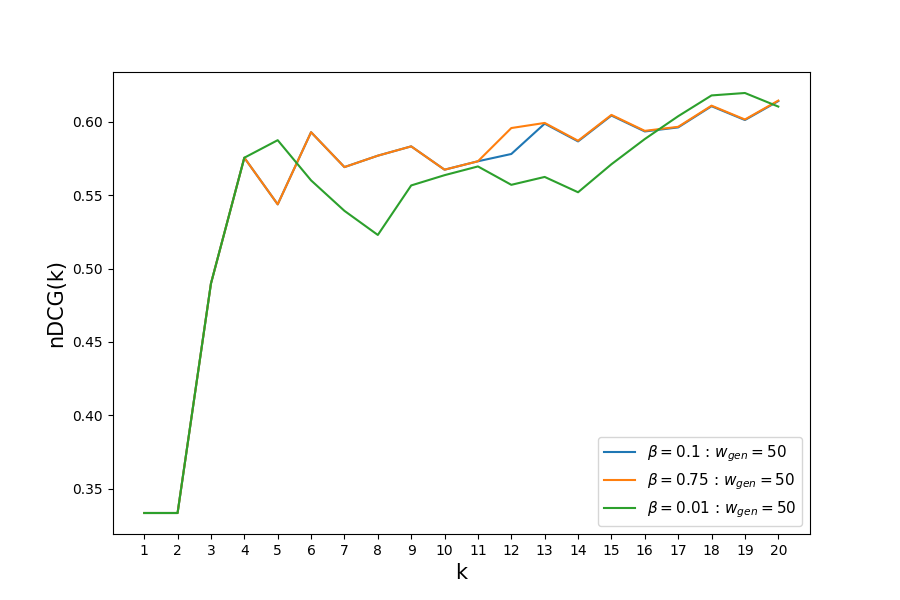 nDCG(k)
0.60
0.55
0.50
0.45
0.40
0.35
β = 0.1 : w_gen = 50
β = 0.75 : w_gen = 50
β = 0.01 : w_gen = 50
1 2 3 4 5 6 7 8 9 10 11 12 13 14 15 16 17 18 19 20
k